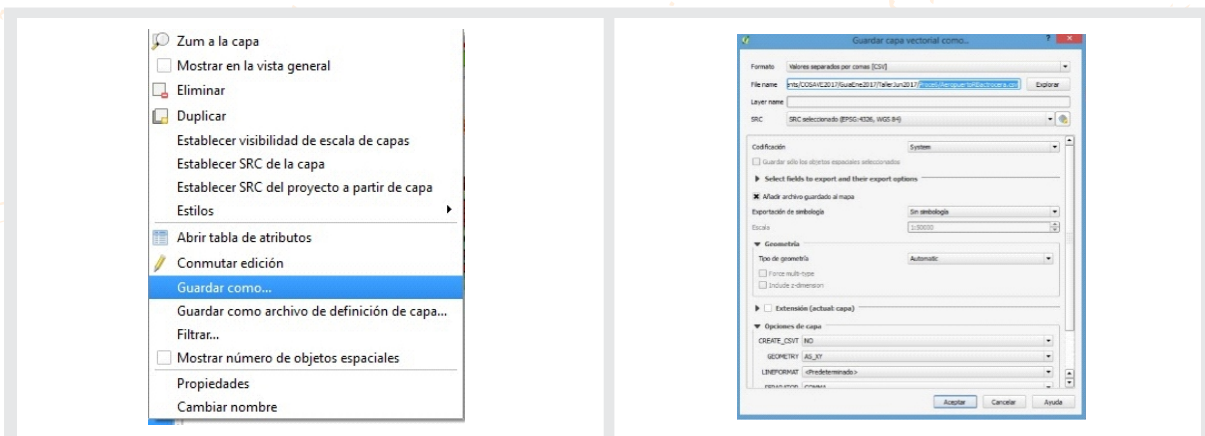 Zum a la capa
Mostrar en la vista general
Eliminar
Duplicar
Establecer visibilidad de escala de capas
Establecer SRC de la capa
Establecer SRC del proyecto a partir de capa
Estilos
Abrir tabla de atributos
Conmutar edición
Guardar como...
Guardar como archivo de definición de capa...
Filtrar...
Mostrar número de objetos espaciales
Propiedades
Cambiar nombre
Guardar capa vectorial como...
Formato Valores separados por comas [CSV]
File name ents/COSAVE2017/GuiaEne2017/TallerJun2017/ Explorar
Layer name
SRC SRC seleccionado (EPSG:4326, WGS 84)
Codificación System
Guardar sólo los objetos espaciales seleccionados
Select fields to export and their export options
Añadir archivo guardado al mapa
Exportación de simbología Sin simbología
Escala 1:50000
Geometría
Tipo de geometría Automatic
Force multi-type
Include z-dimension
Extensión (actual: capa)
Opciones de capa
CREATE_CSVT NO
GEOMETRY AS_XY
LINEFORMAT <Predeterminado>
SEPARATOR COMMA
Aceptar Cancelar Ayuda